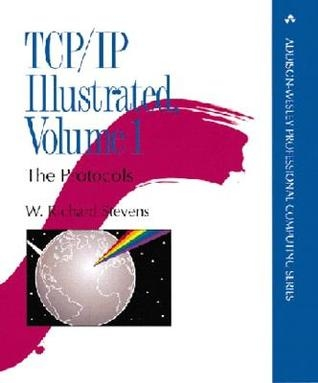 TCP/IP
Illustrated,
Volume 1
The Protocols
W. Richard Stevens
ADDISON-WESLEY PROFESSIONAL COMPUTING SERIES